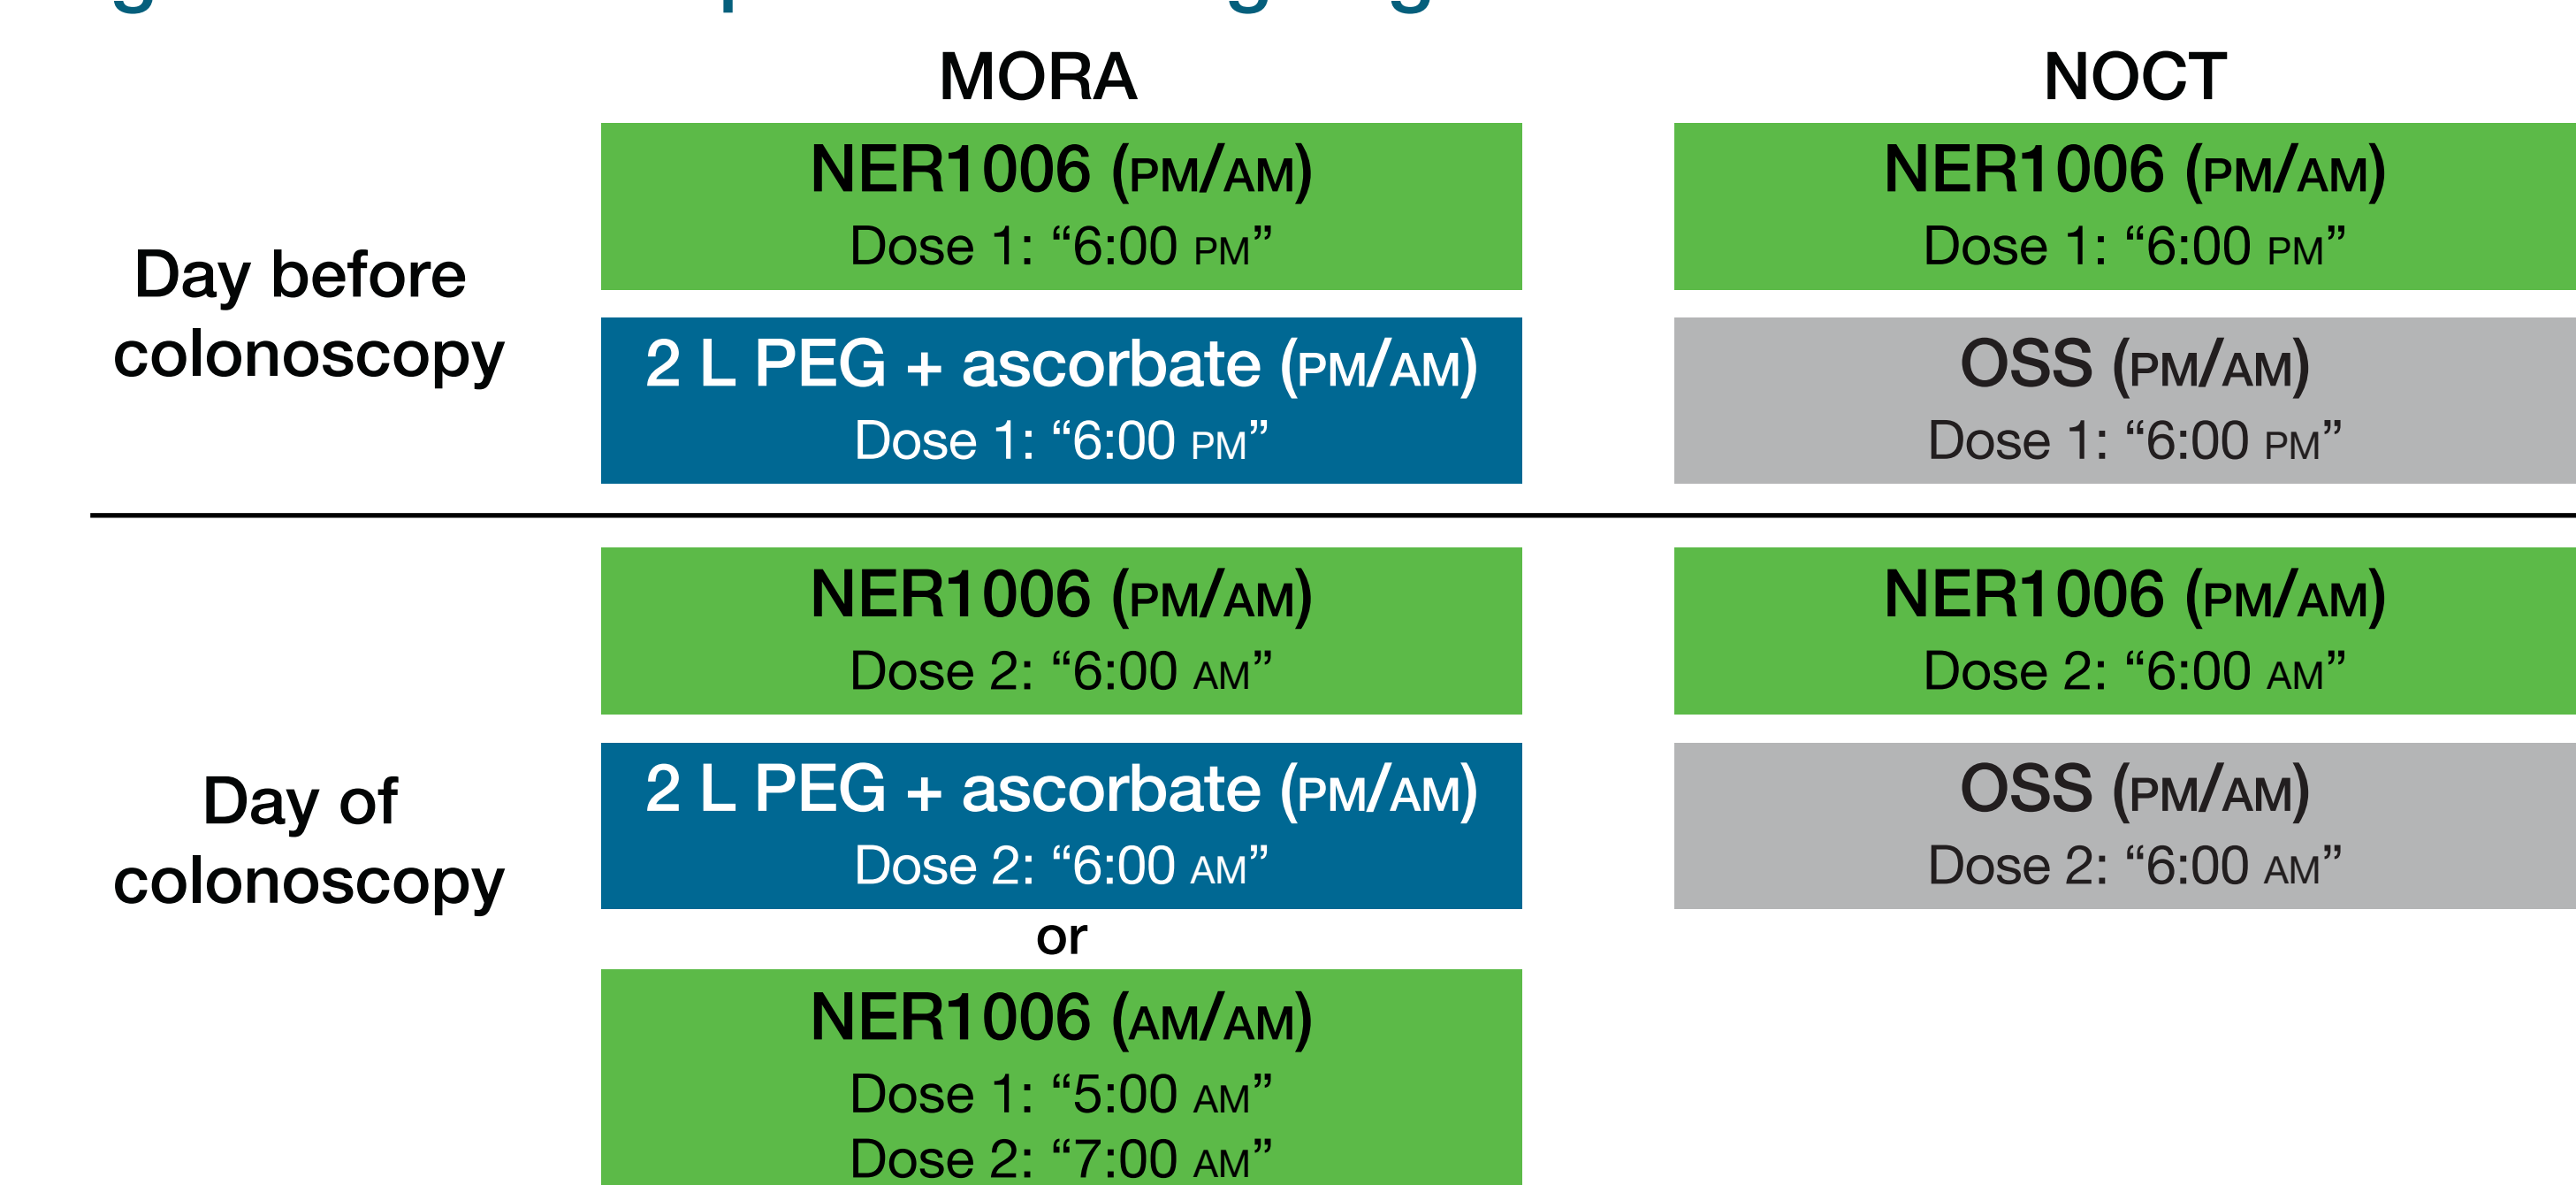 MORA
NOCT
Day before
colonoscopy
NER1006 (PM/AM)
Dose 1: “6:00 PM”
NER1006 (PM/AM)
Dose 1: “6:00 PM”
2 L PEG + ascorbate (PM/AM)
Dose 1: “6:00 PM”
OSS (PM/AM)
Dose 1: “6:00 PM”
Day of
colonoscopy
NER1006 (PM/AM)
Dose 2: “6:00 AM”
NER1006 (PM/AM)
Dose 2: “6:00 AM”
2 L PEG + ascorbate (PM/AM)
Dose 2: “6:00 AM”
OSS (PM/AM)
Dose 2: “6:00 AM”
or
NER1006 (AM/AM)
Dose 1: “5:00 AM”
Dose 2: “7:00 AM”